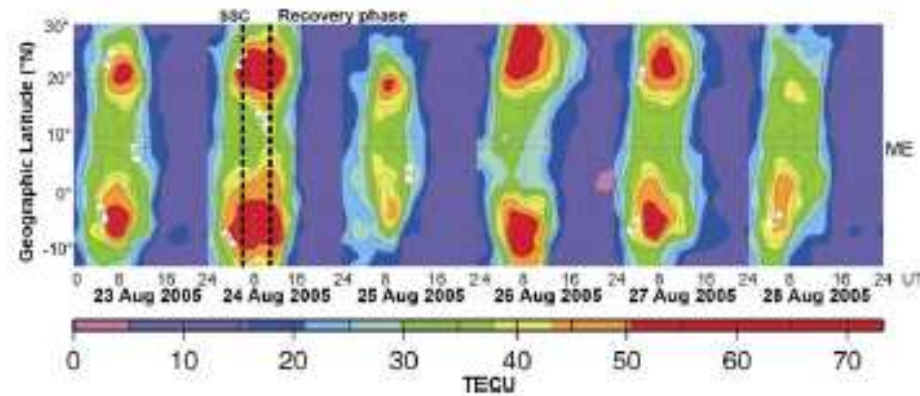 SSC Recovery phase
30°
20°
10°
0°
-10°
Geographic Latitude (°N)
ME
0 8 16 24 8 16 24 8 16 24 8 16 24 8 16 24 8 16 24 UT
23 Aug 2005 24 Aug 2005 25 Aug 2005 26 Aug 2005 27 Aug 2005 28 Aug 2005
0 10 20 30 40 50 60 70
TECU